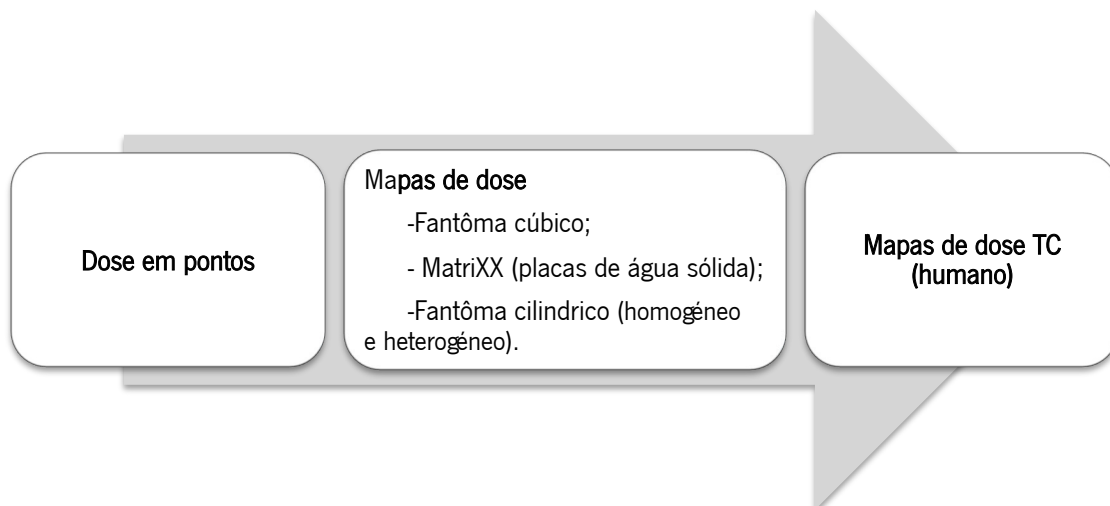 Dose em pontos
Mapas de dose
-Fantôma cúbico;
- MatriXX (placas de água sólida);
-Fantôma cilindrico (homogéneo
e heterogéneo).
Mapas de dose TC
(humano)